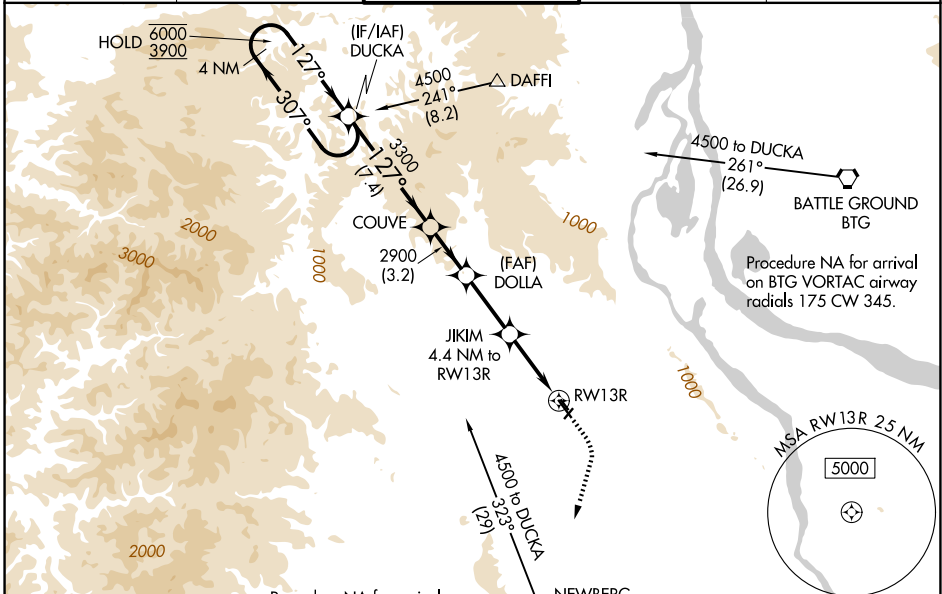 HOLD 6000
3900
4 NM
127°
307°
(IF/IAF)
DUCKA
4500
241°
(8.2)
DAFFI
3300
127°
(7.4)
4500 to DUCKA
261°
(26.9)
BATTLE GROUND
BTG
Procedure NA for arrival
on BTG VORTAC airway
radials 175 CW 345.
COUVE
2900
(3.2)
(FAF)
DOLLA
JIKIM
4.4 NM to
RW13R
RW13R
2000
3000
1000
1000
1000
2000
4500 to DUCKA
323°
(29)
MSA RW13R 25 NM
5000
NEWBERG